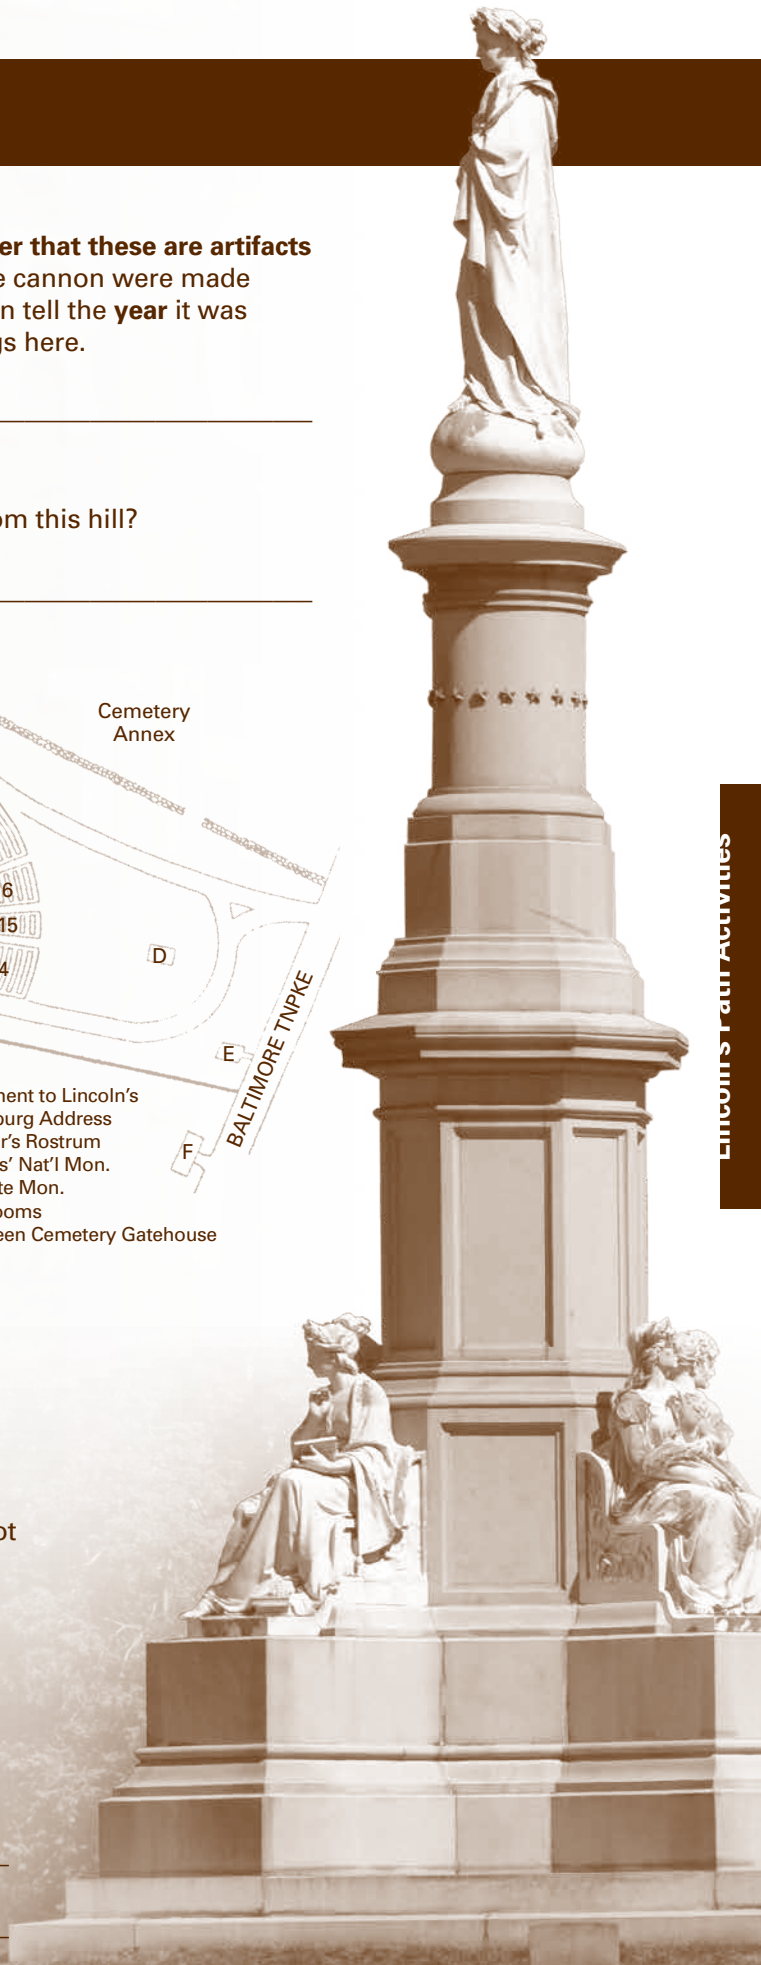 er that these are artifacts
e cannon were made
n tell the year it was
gs here.
om this hill?
Cemetery
Annex
6
15
4
D
E
F
BALTIMORE TNPKE
ment to Lincoln's
burg Address
r's Rostrum
s' Nat'l Mon.
te Mon.
ooms
een Cemetery Gatehouse
ot
Lincoln's Path Activities